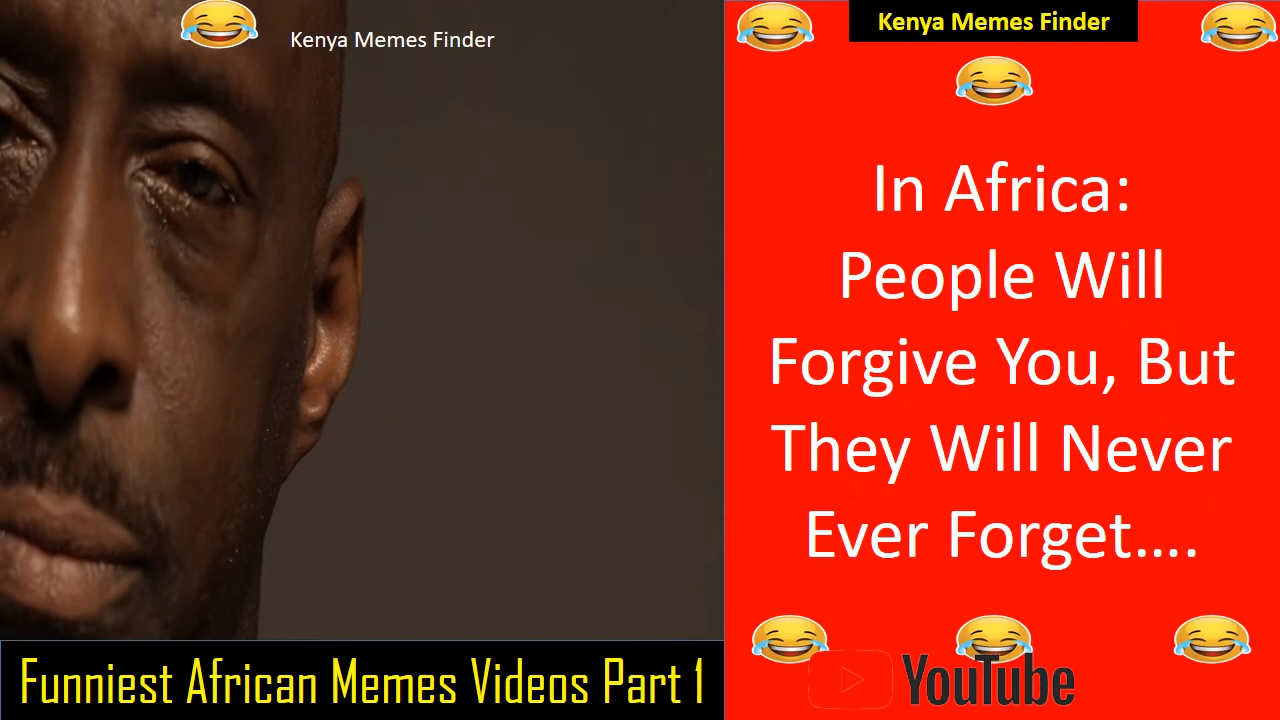 Kenya Memes Finder
Funniest African Memes Videos Part 1
Kenya Memes Finder
In Africa:
People Will
Forgive You, But
They Will Never
Ever Forget....
YouTube